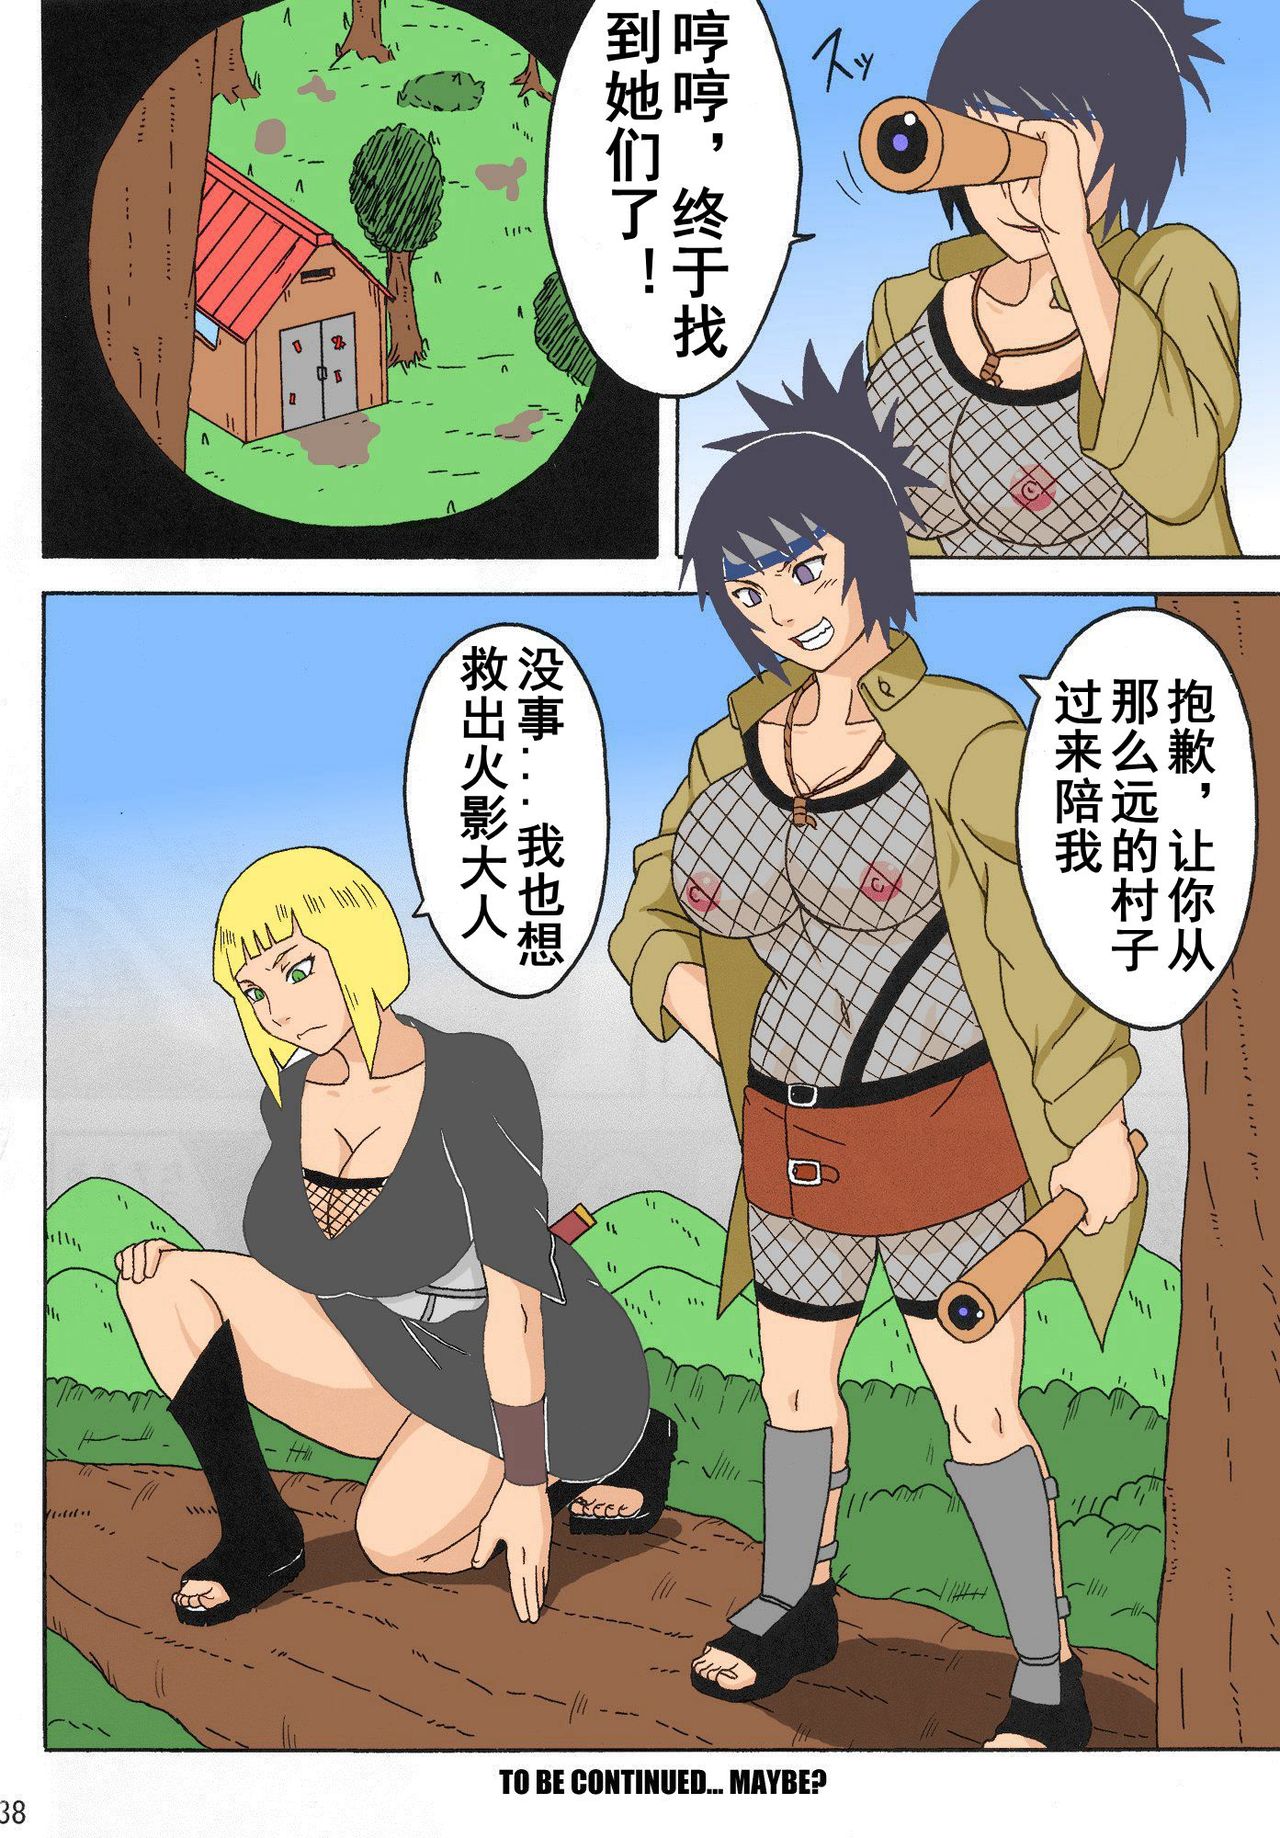 哼哼，终于找
到她们了！
スッ
抱歉，让你从
那么远的村子
过来陪我
没事...我也想
救出火影大人
TO BE CONTINUED... MAYBE?
38